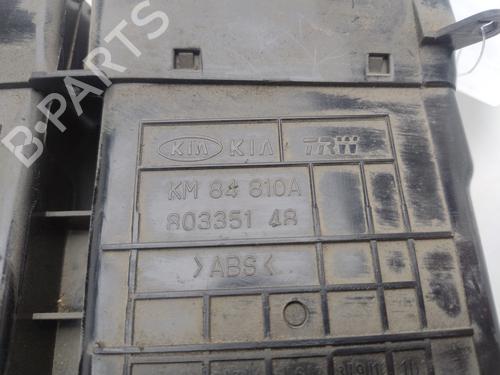 B-PARTS
KIA KIA TRW
KM 84 810A
803351 48
>ABS<